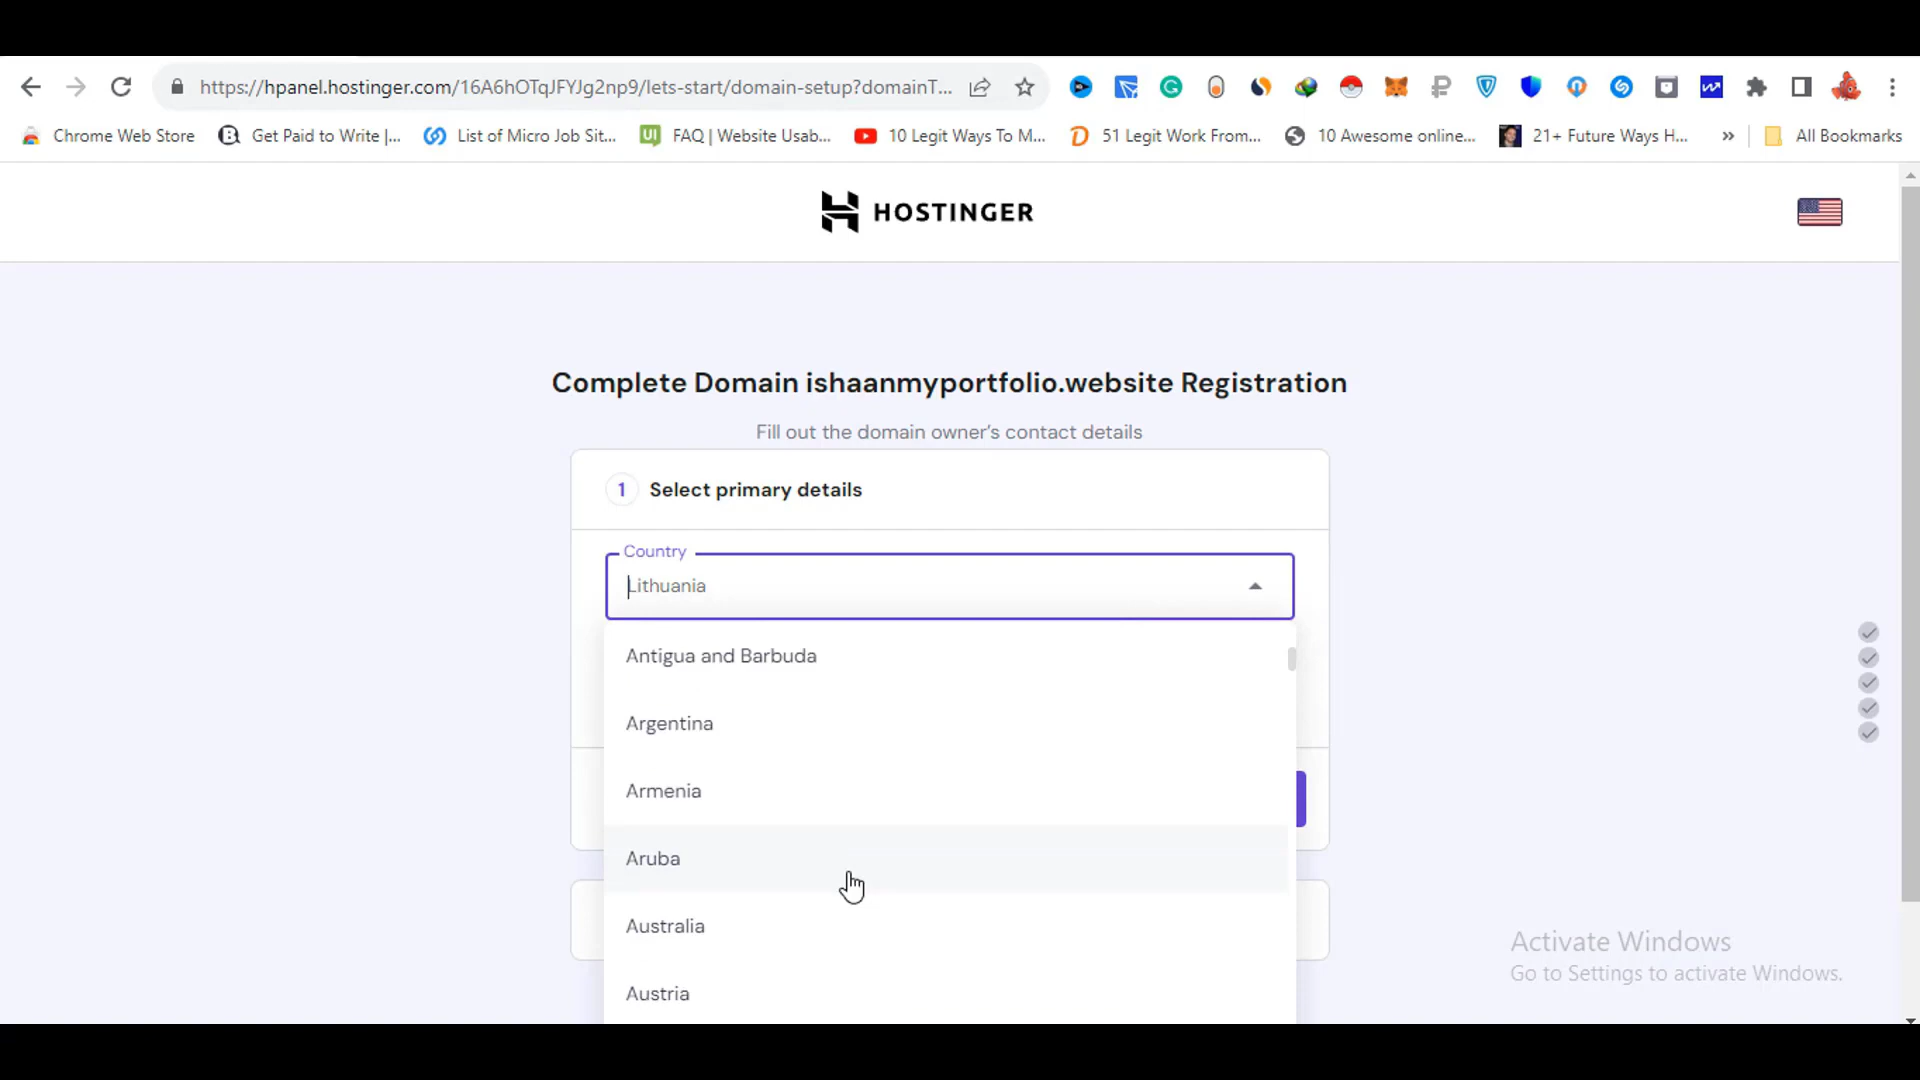 https://hpanel.hostinger.com/16A6hOTqJFYJg2np9/lets-start/domain-setup?domainT...
Chrome Web Store
Get Paid to Write |...
List of Micro Job Sit...
FAQ | Website Usab...
10 Legit Ways To M...
51 Legit Work From...
10 Awesome online...
21+ Future Ways H...
»
All Bookmarks
HOSTINGER
Complete Domain ishaanmyportfolio.website Registration
Fill out the domain owner's contact details
1 Select primary details
Country
Lithuania
Antigua and Barbuda
Argentina
Armenia
Aruba
Australia
Austria
Activate Windows
Go to Settings to activate Windows.